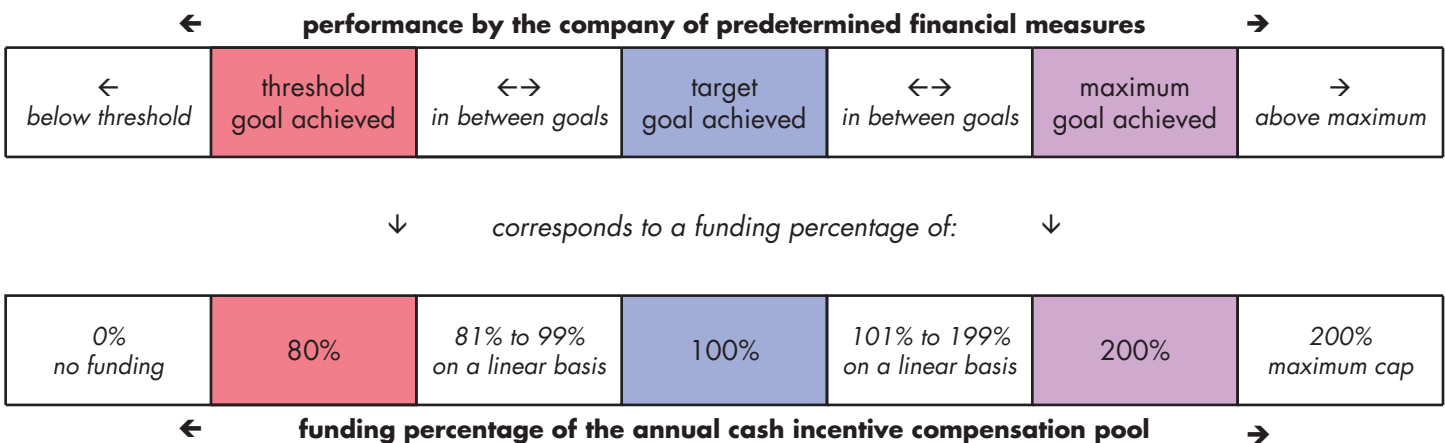 ← performance by the company of predetermined financial measures →
← below threshold
threshold goal achieved
←→ in between goals
target goal achieved
←→ in between goals
maximum goal achieved
→ above maximum
↓ corresponds to a funding percentage of: ↓
0% no funding
80%
81% to 99% on a linear basis
100%
101% to 199% on a linear basis
200%
200% maximum cap
← funding percentage of the annual cash incentive compensation pool →